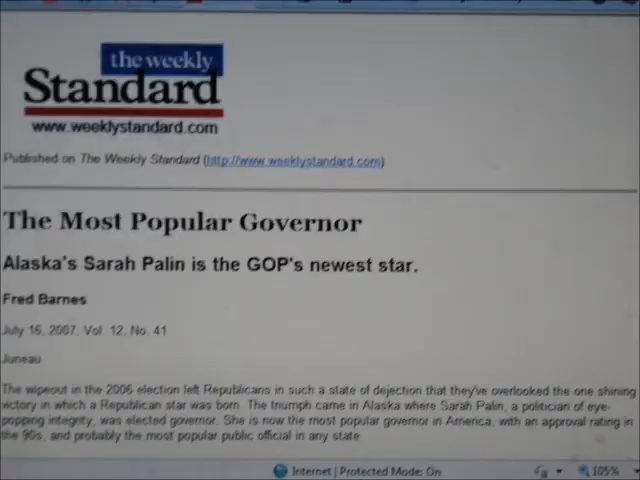 the weekly
Standard
www.weeklystandard.com
Published on The Weekly Standard (http://www.weeklystandard.com)
The Most Popular Governor
Alaska's Sarah Palin is the GOP's newest star.
Fred Barnes
July 16, 2007, Vol. 12, No. 41
Juneau
The wipeout in the 2006 election left Republicans in such a state of dejection that they've overlooked the one shining
victory in which a Republican star was born. The triumph came in Alaska where Sarah Palin, a politician of eye-
popping integrity, was elected governor. She is now the most popular governor in America, with an approval rating in
the 90s, and probably the most popular public official in any state
Internet | Protected Mode: On
105%